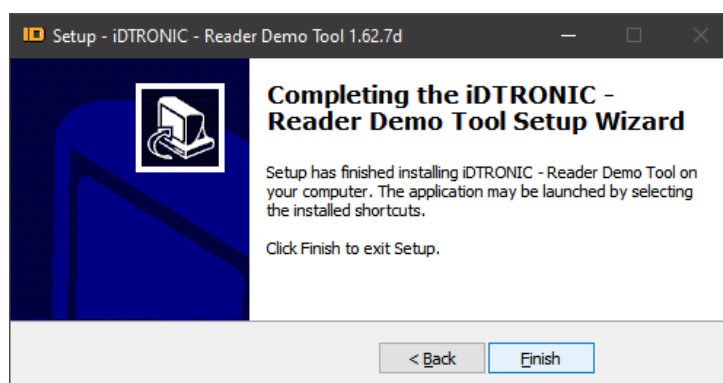 ID Setup - iDTRONIC - Reader Demo Tool 1.62.7d
Completing the iDTRONIC -
Reader Demo Tool Setup Wizard
Setup has finished installing iDTRONIC - Reader Demo Tool on
your computer. The application may be launched by selecting
the installed shortcuts.
Click Finish to exit Setup.
< Back Finish